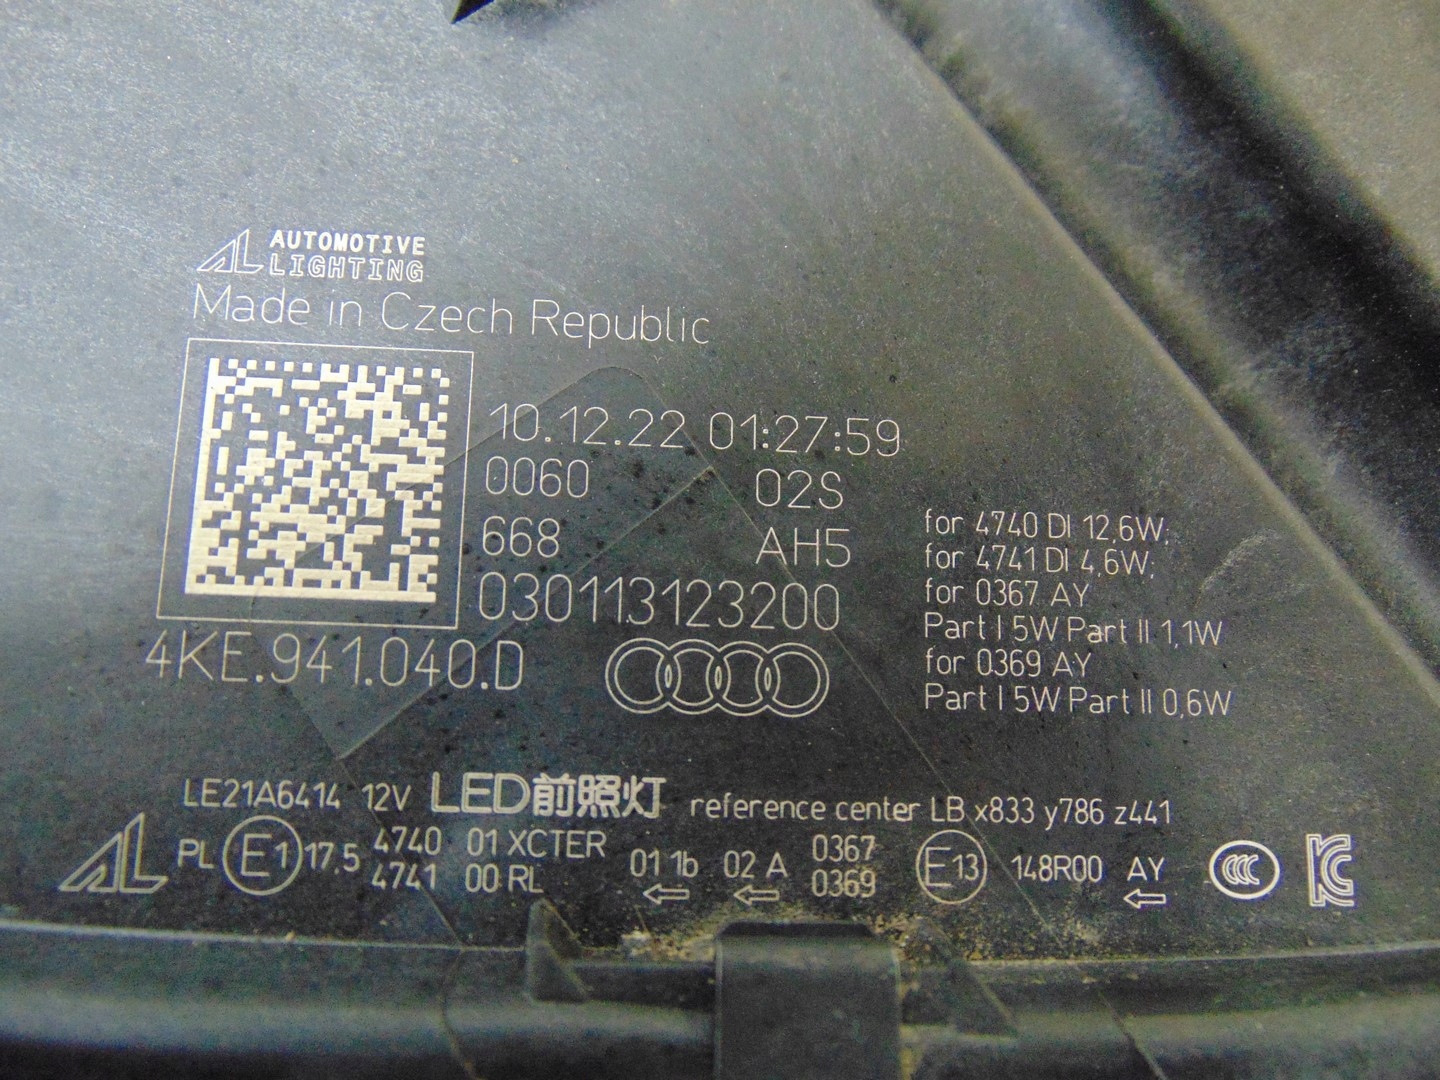 AL AUTOMOTIVE
LIGHTING
Made in Czech Republic
10.12.22 01:27:59
0060 02S
668 AH5
030113123200
4KE.941.040.D
for 4740 DI 12,6W;
for 4741 DI 4,6W;
for 0367 AY
Part I 5W Part II 1,1W
for 0369 AY
Part I 5W Part II 0,6W
LE21A6414 12V LED前照灯 reference center LB x833 y786 z441
AL PL E1 17.5 4740 01 XCTER 01 1b 02 A 0367 E13 148R00 AY CCC KC
4741 00 RL 0369